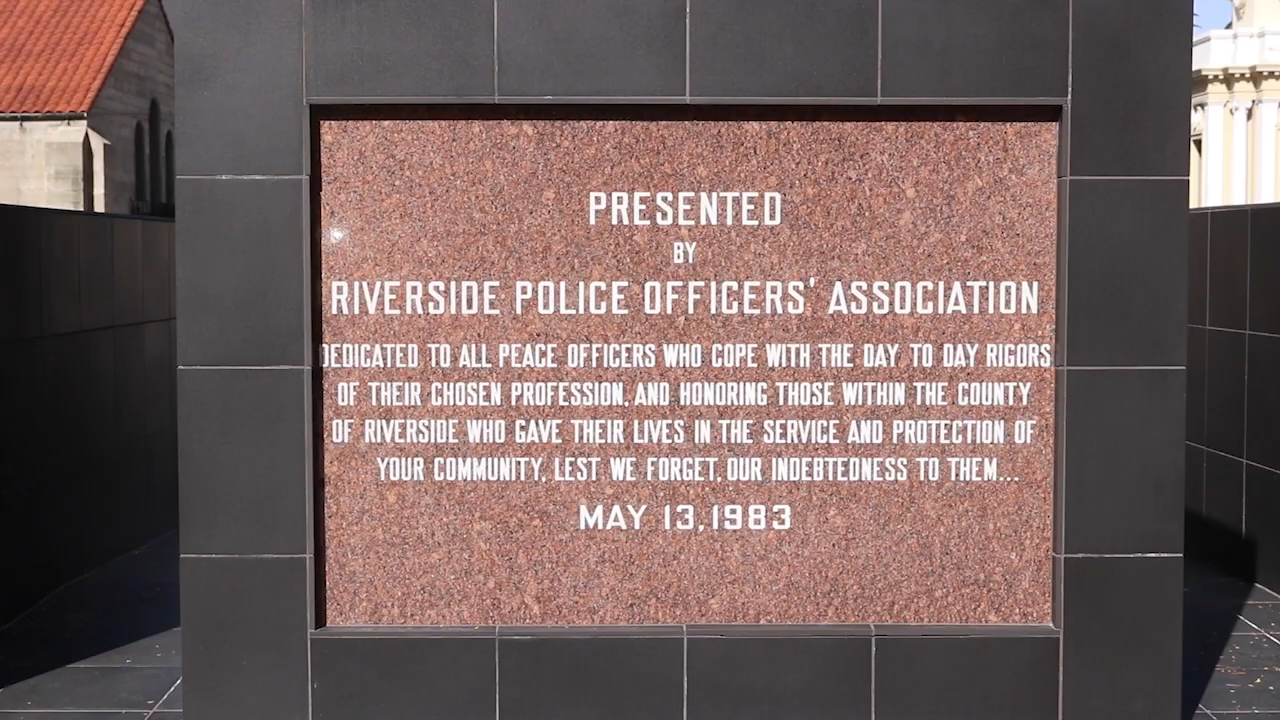 PRESENTED
BY
RIVERSIDE POLICE OFFICERS' ASSOCIATION
DEDICATED TO ALL PEACE OFFICERS WHO COPE WITH THE DAY TO DAY RIGORS
OF THEIR CHOSEN PROFESSION, AND HONORING THOSE WITHIN THE COUNTY
OF RIVERSIDE WHO GAVE THEIR LIVES IN THE SERVICE AND PROTECTION OF
YOUR COMMUNITY, LEST WE FORGET, OUR INDEBTEDNESS TO THEM...
MAY 13, 1983